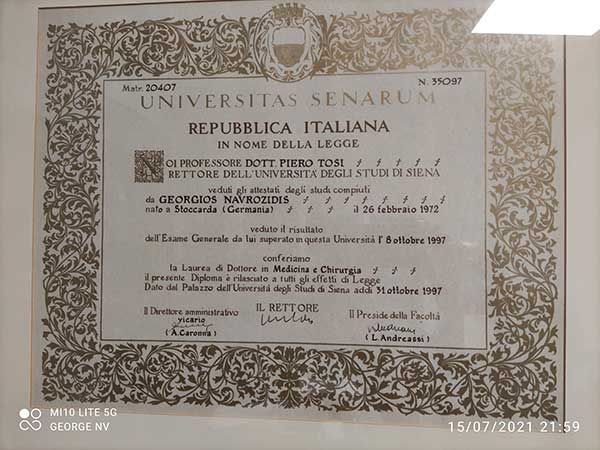 Matr. 20407 N. 35097
UNIVERSITAS SENARUM
REPUBBLICA ITALIANA
IN NOME DELLA LEGGE
NOI PROFESSORE DOTT. PIERO TOSI
RETTORE DELL'UNIVERSITÀ DEGLI STUDI DI SIENA
veduti gli attestati degli studi compiuti
da GEORGIOS NAVROZIDIS
nato a Stoccarda (Germania) il 26 febbraio 1972
veduto il risultato
dell'Esame Generale da lui superato in questa Università l' 8 ottobre 1997
conferiamo
la Laurea di Dottore in Medicina e Chirurgia
il presente Diploma è rilasciato a tutti gli effetti di Legge
Dato dal Palazzo dell'Università degli Studi di Siena addì 31 ottobre 1997
Il Direttore amministrativo IL RETTORE Il Preside della Facoltà
vicario
(A. Caronna) (L. Andreassi)
MI 10 LITE 5G
GEORGE NV
15/07/2021 21:59